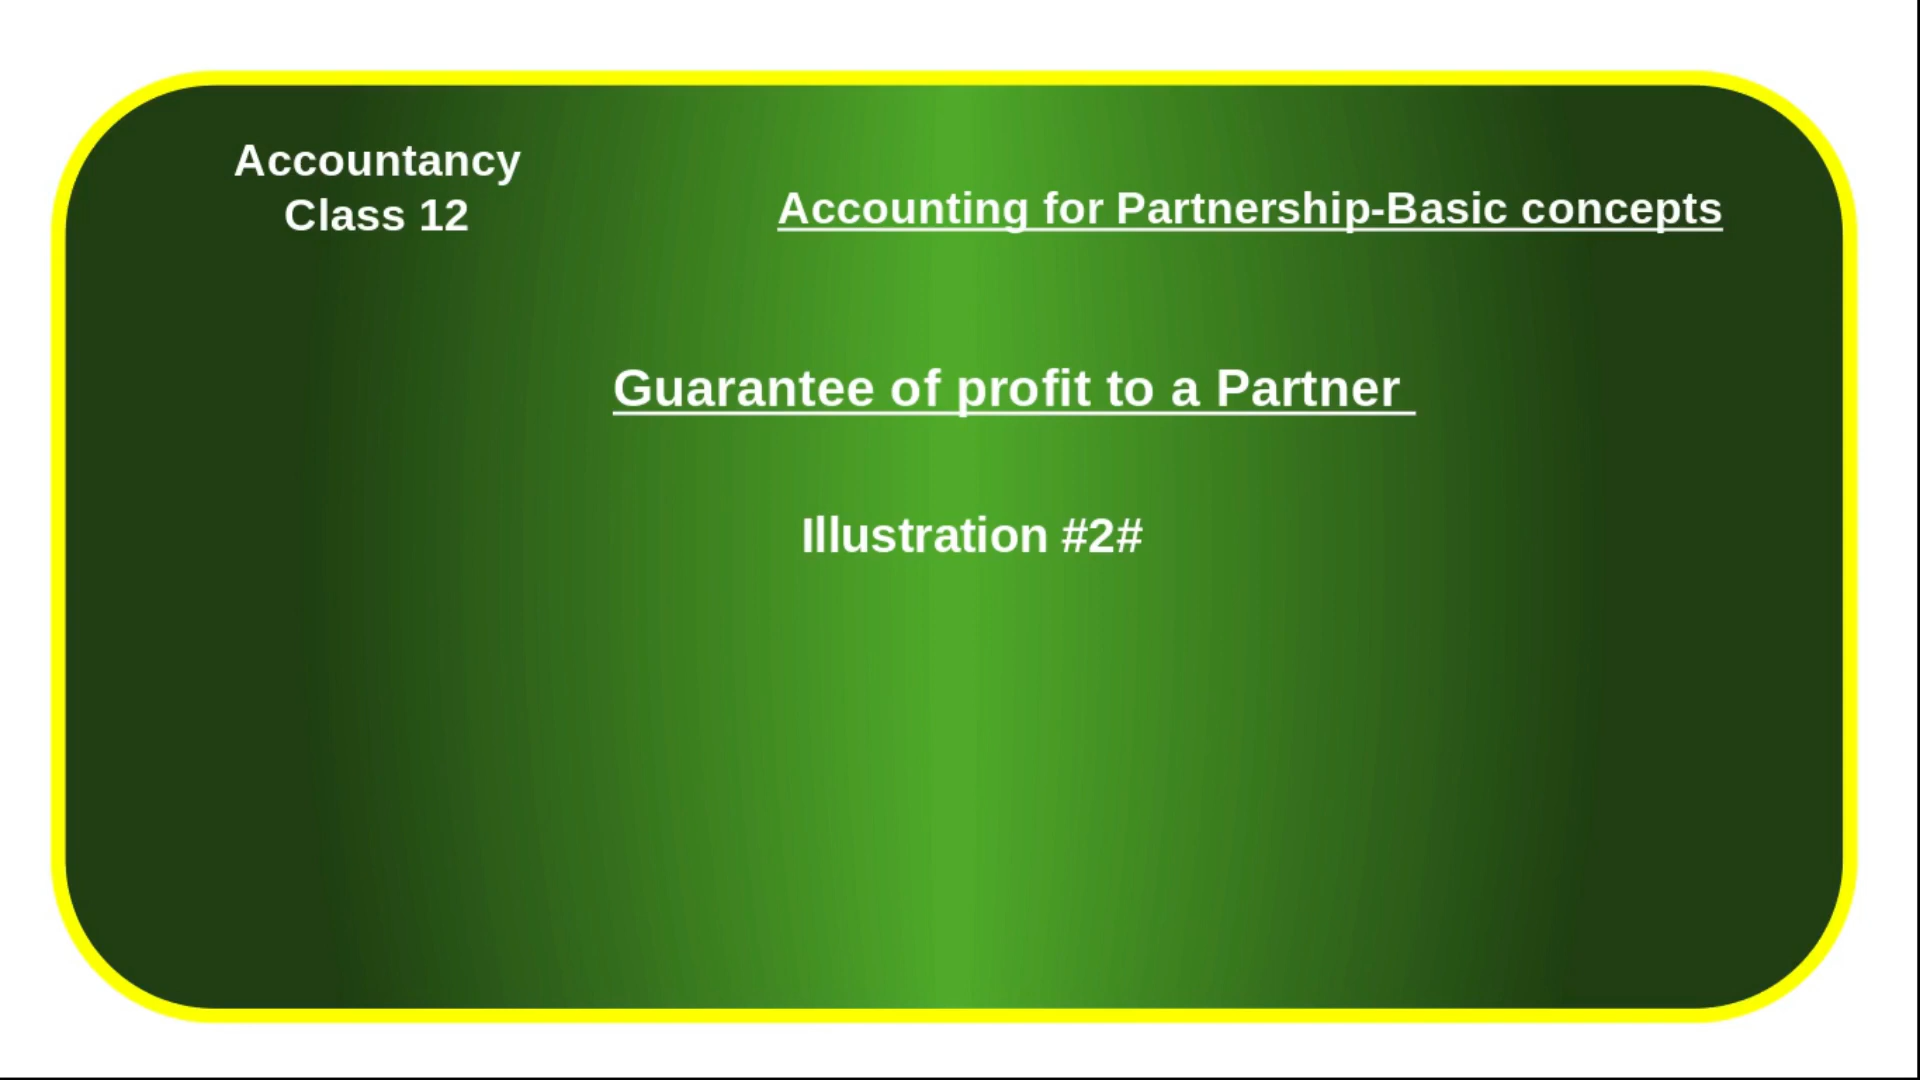 Accountancy
Class 12
Accounting for Partnership-Basic concepts
Guarantee of profit to a Partner
Illustration #2#